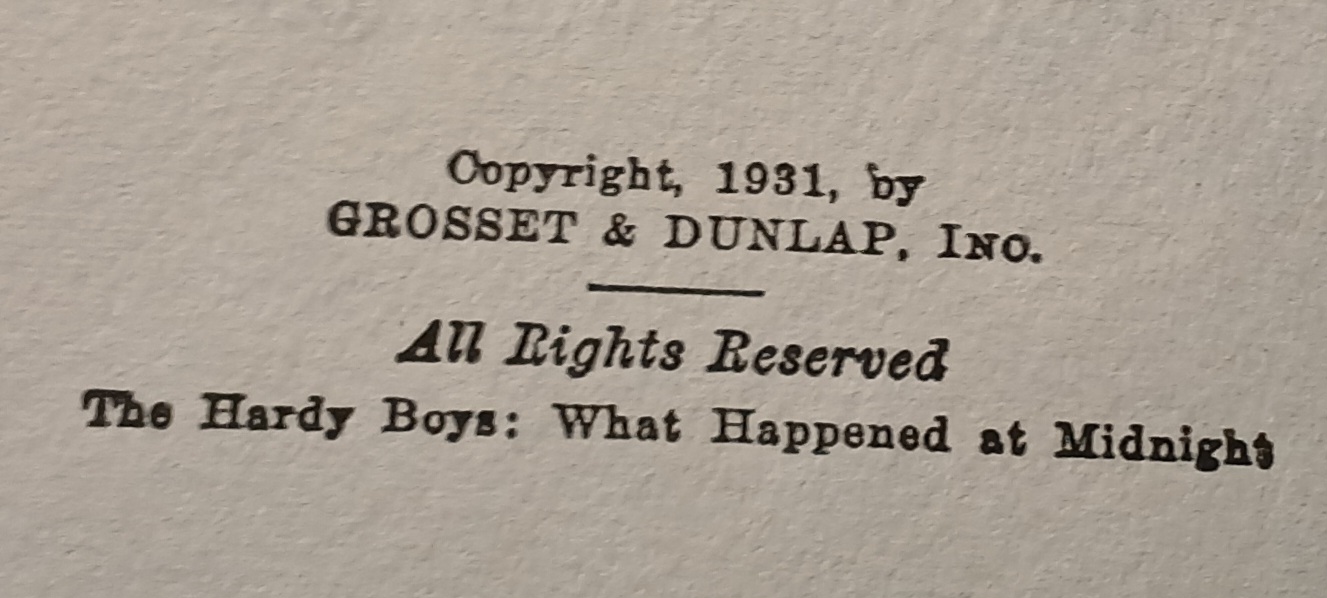 Copyright, 1931, by
GROSSET & DUNLAP, INC.
All Rights Reserved
The Hardy Boys: What Happened at Midnight